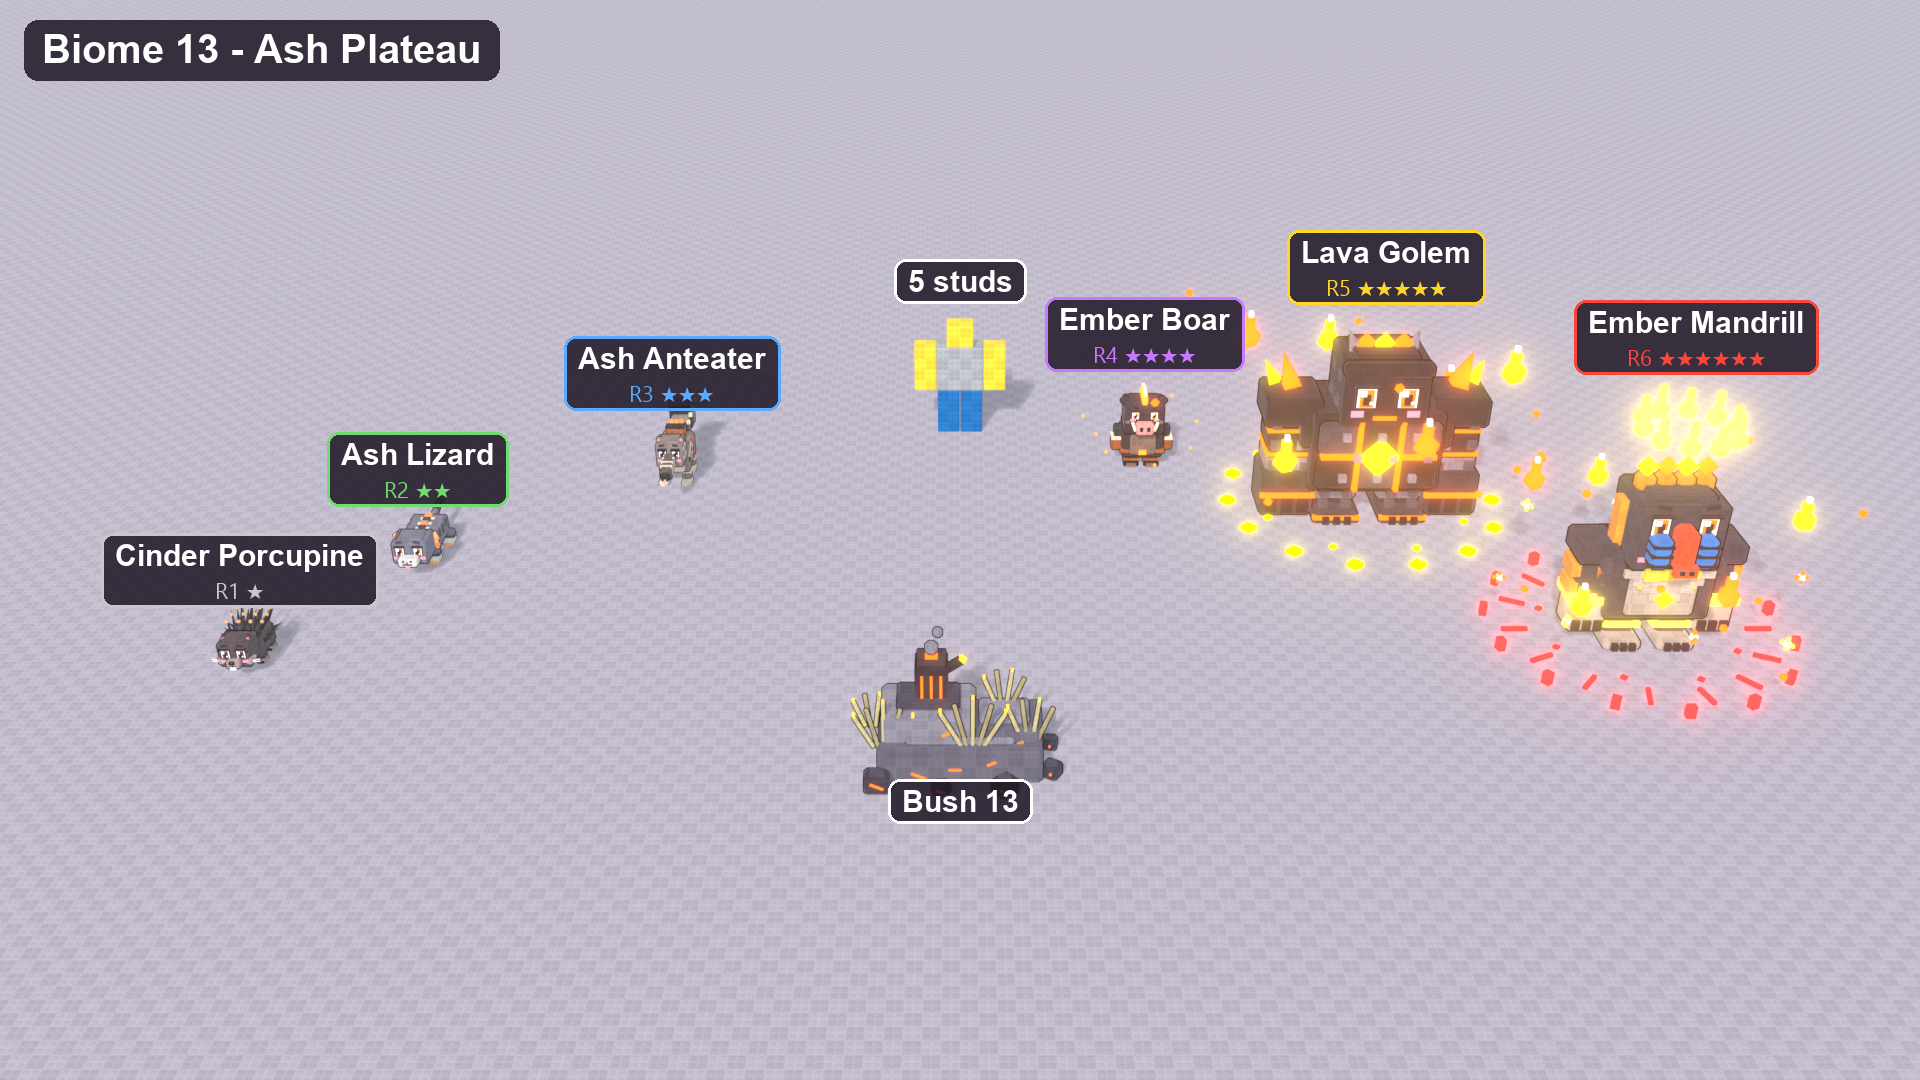 Biome 13 - Ash Plateau
Lava Golem
R5 ★★★★★
5 studs
Ember Boar
R4 ★★★★
Ember Mandrill
R6 ★★★★★★
Ash Anteater
R3 ★★★
Ash Lizard
R2 ★★
Cinder Porcupine
R1 ★
Bush 13